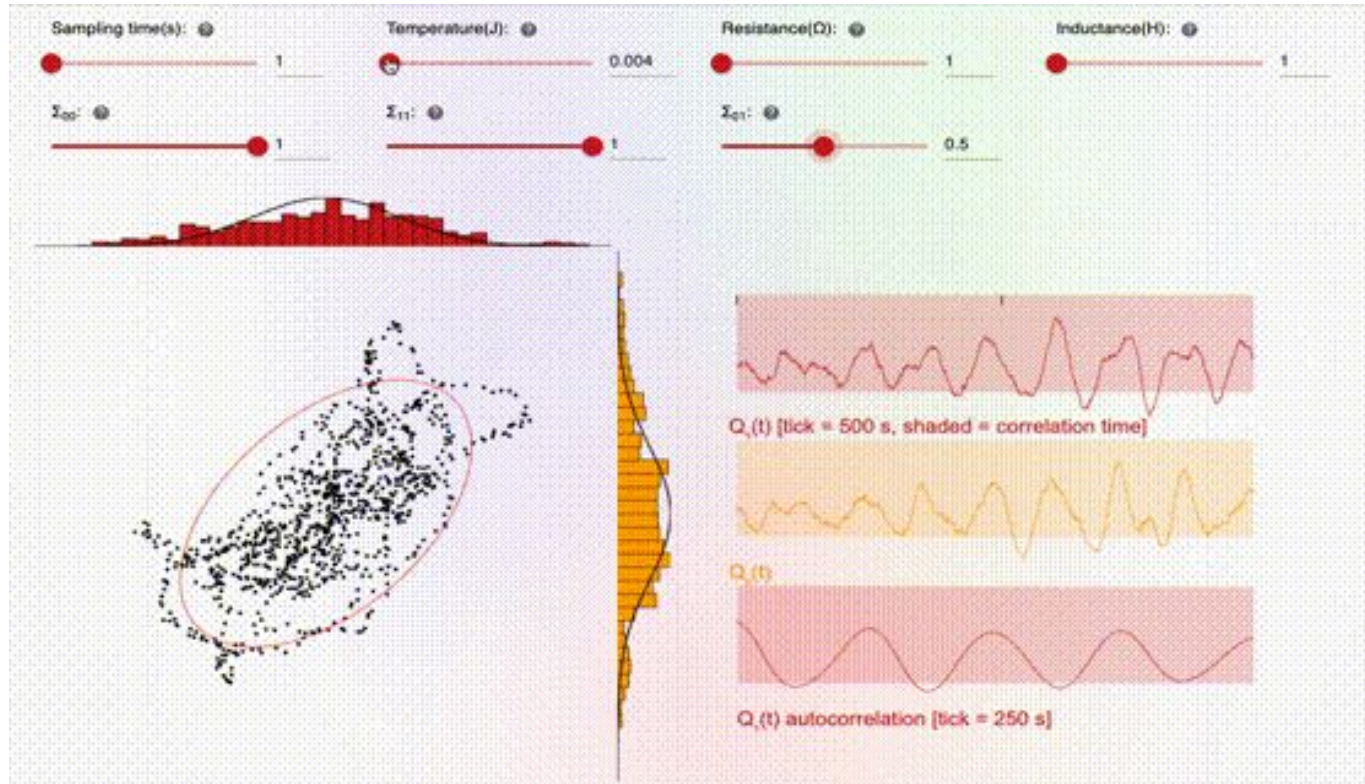 Sampling time(s): ?
1
Temperature(J): ?
0.004
Resistance(Ω): ?
1
Inductance(H): ?
1
Σ₀₀: ?
1
Σ₁₁: ?
1
Σ₀₁: ?
0.5
Q(t) [tick = 500 s, shaded = correlation time]
Q(t)
Q(t) autocorrelation [tick = 250 s]